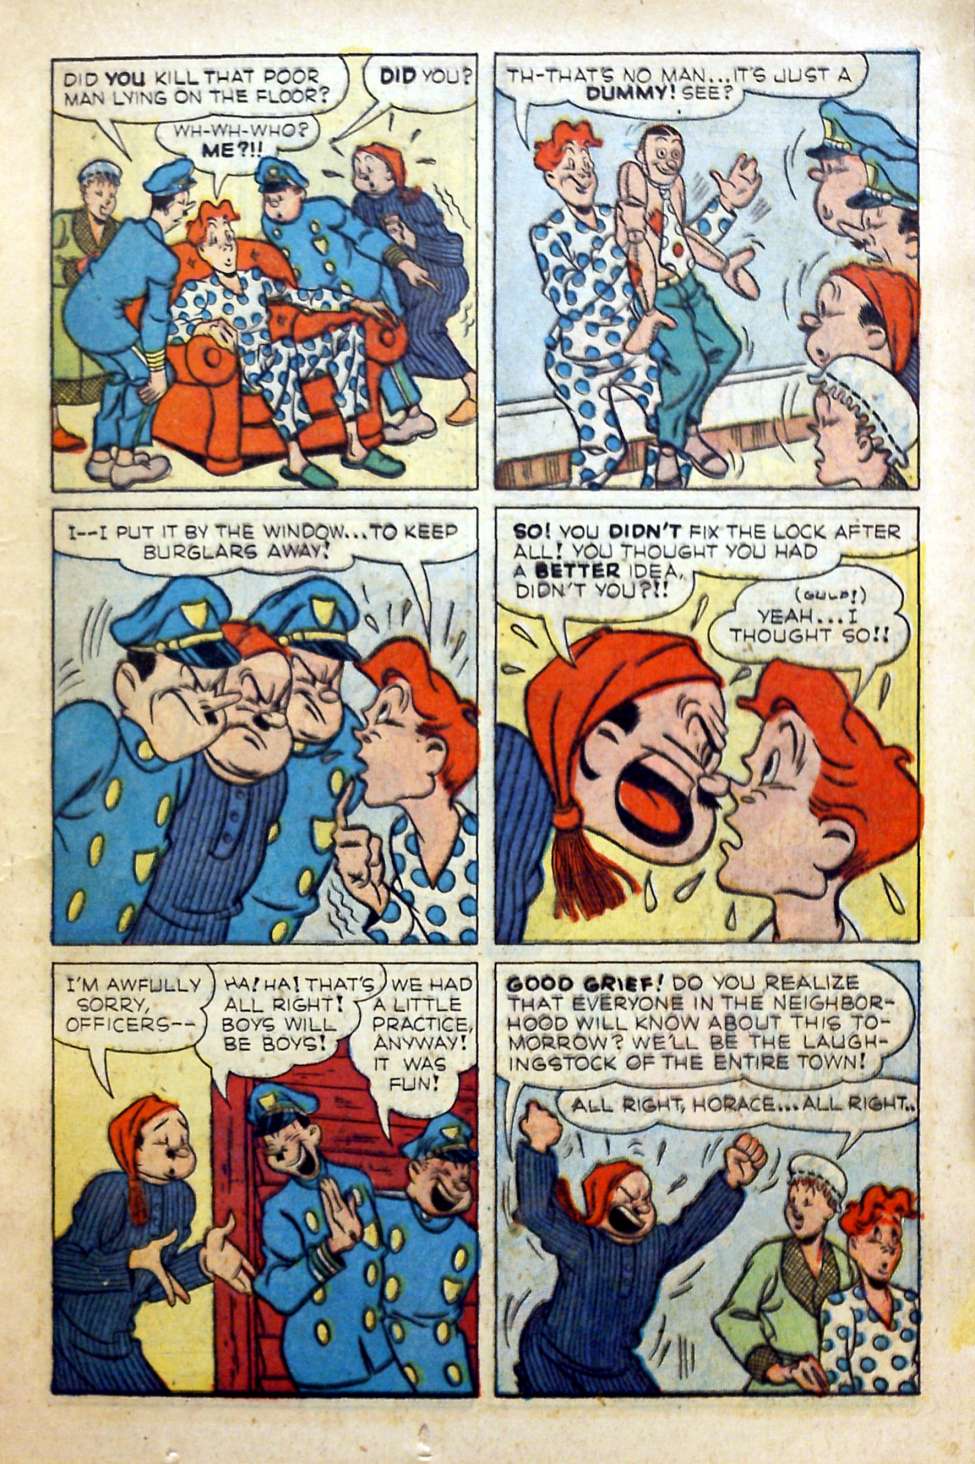 DID YOU KILL THAT POOR
MAN LYING ON THE FLOOR?
DID YOU?
WH-WH-WHO?
ME?!!
TH-THAT'S NO MAN...IT'S JUST A
DUMMY! SEE?
I--I PUT IT BY THE WINDOW...TO KEEP
BURGLARS AWAY!
SO! YOU DIDN'T FIX THE LOCK AFTER
ALL! YOU THOUGHT YOU HAD
A BETTER IDEA,
DIDN'T YOU?!!
(GULP!)
YEAH...I
THOUGHT SO!!
I'M AWFULLY
SORRY,
OFFICERS--
HA! HA! THAT'S
ALL RIGHT!
BOYS WILL
BE BOYS!
WE HAD
A LITTLE
PRACTICE,
ANYWAY!
IT WAS
FUN!
GOOD GRIEF! DO YOU REALIZE
THAT EVERYONE IN THE NEIGHBOR-
HOOD WILL KNOW ABOUT THIS TO-
MORROW? WE'LL BE THE LAUGH-
INGSTOCK OF THE ENTIRE TOWN!
ALL RIGHT, HORACE...ALL RIGHT..